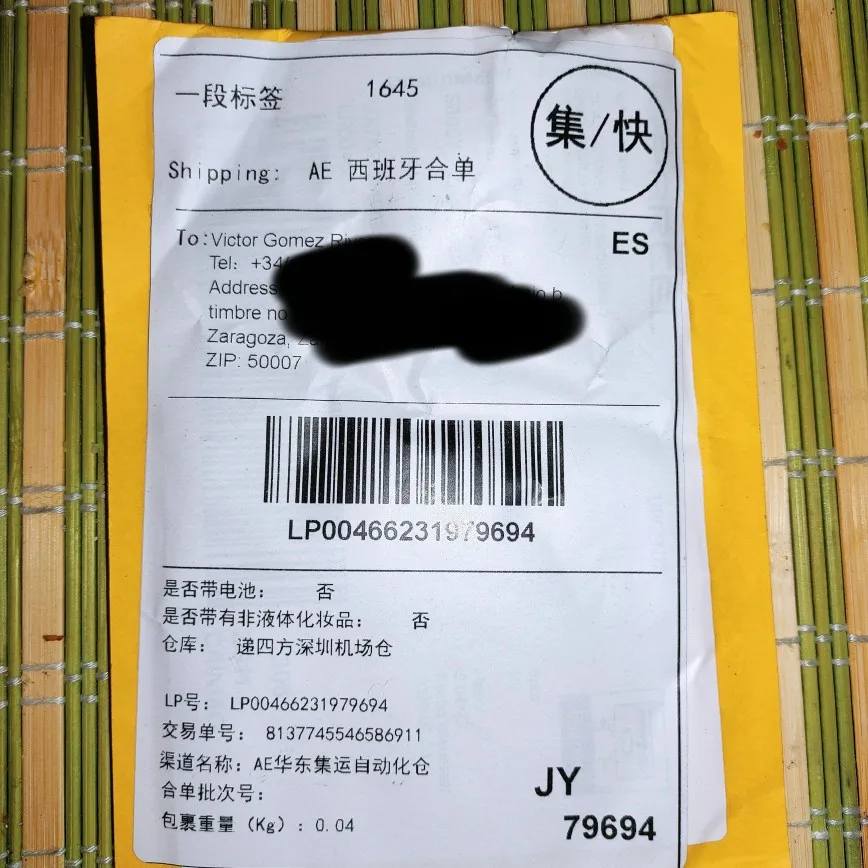 一段标签 1645
集/快
Shipping: AE 西班牙合单
To: Victor Gomez
ES
Tel: +34
Address
timbre no
Zaragoza,
ZIP: 50007
LP00466231979694
是否带电池: 否
是否带有非液体化妆品: 否
仓库: 递四方深圳机场仓
LP号: LP00466231979694
交易单号: 8137745546586911
渠道名称: AE华东集运自动化仓
合单批次号:
包裹重量 (Kg) : 0.04
JY
79694